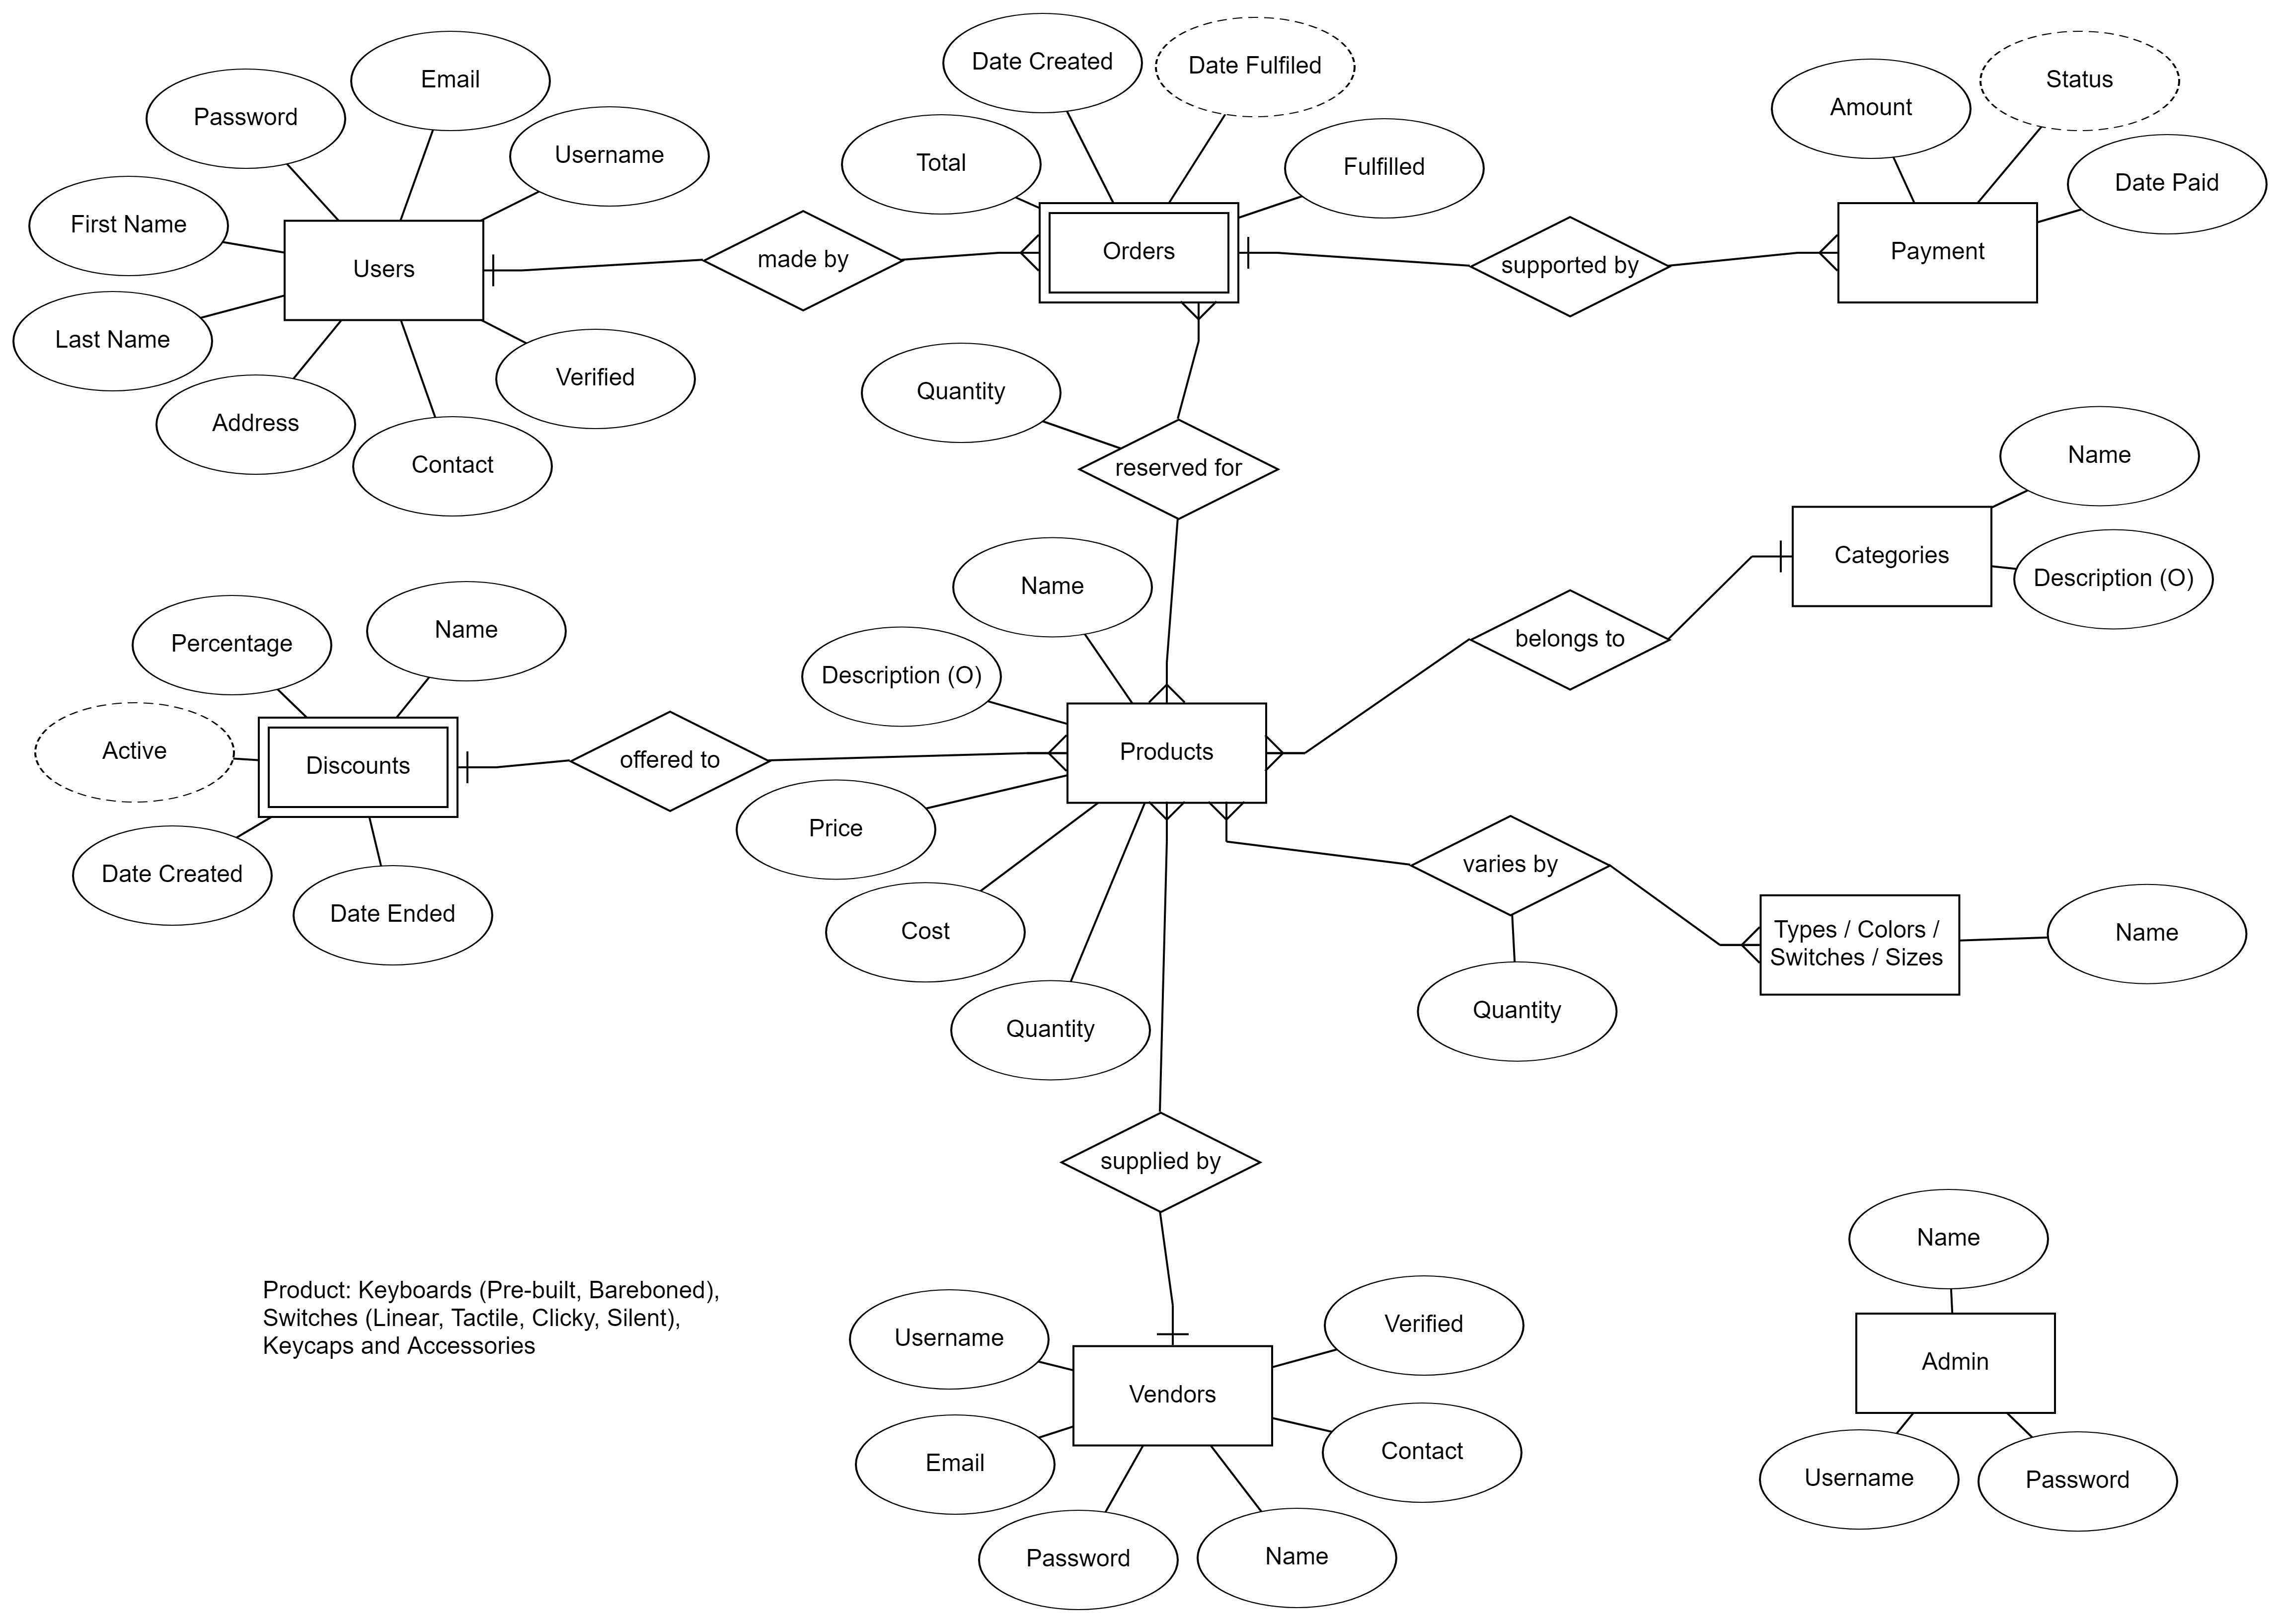 Date Created
Date Fulfiled
Email
Status
Password
Amount
Username
Total
Fulfilled
Date Paid
First Name
Users
made by
Orders
supported by
Payment
Last Name
Verified
Address
Contact
Quantity
reserved for
Name
Categories
Description (O)
Name
Description (O)
belongs to
Percentage
Name
Active
Discounts
offered to
Products
Date Created
Date Ended
Price
Cost
Quantity
varies by
Quantity
Types / Colors /
Switches / Sizes
Name
supplied by
Product: Keyboards (Pre-built, Bareboned),
Switches (Linear, Tactile, Clicky, Silent),
Keycaps and Accessories
Username
Verified
Vendors
Email
Contact
Password
Name
Name
Admin
Username
Password